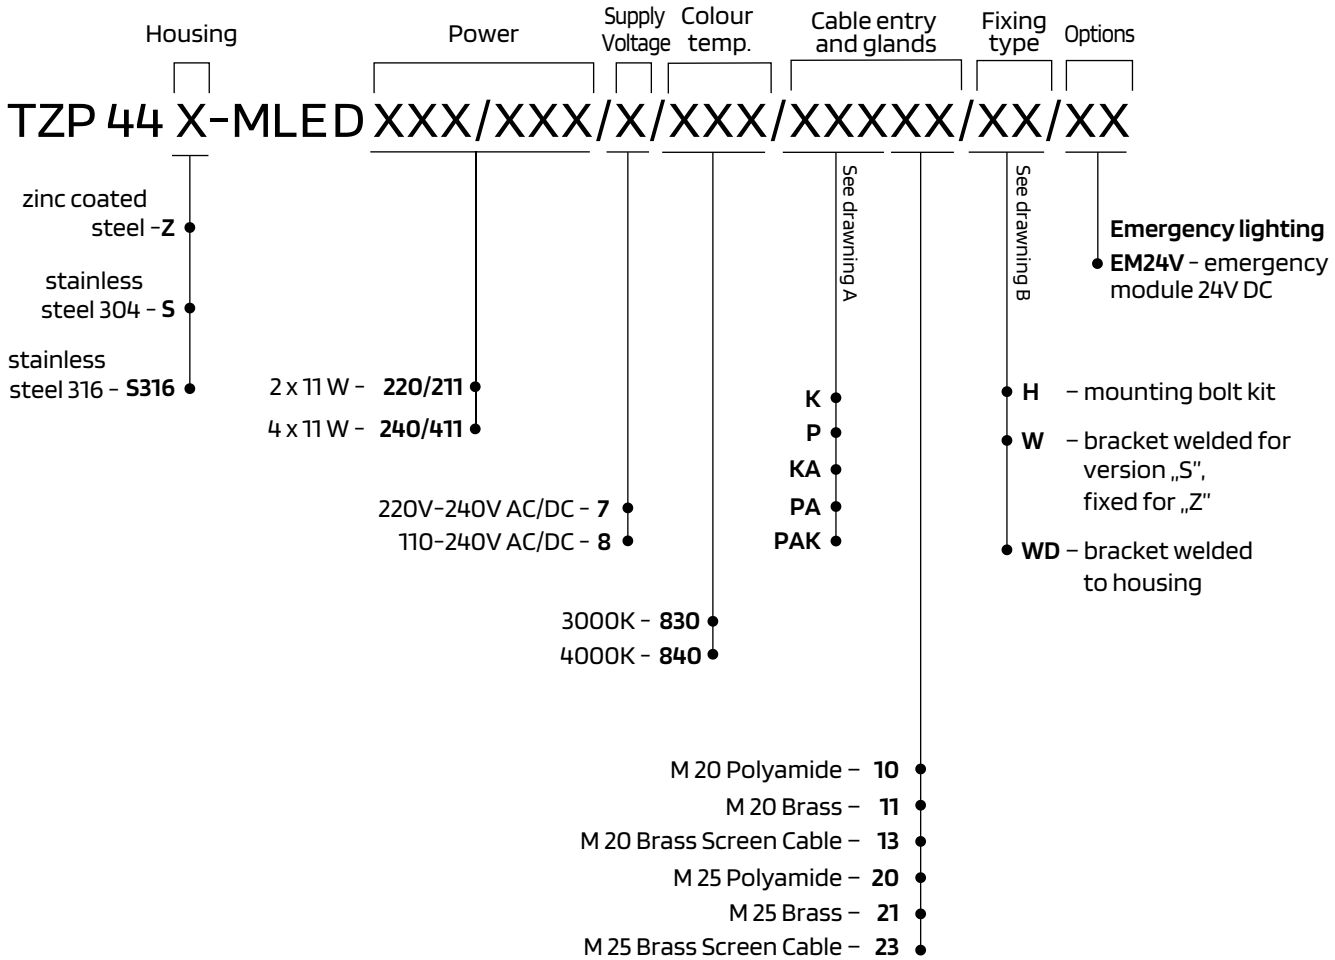 Housing
Power
Supply
Voltage
Colour
temp.
Cable entry
and glands
Fixing
type
Options
TZP 44 X-MLED XXX/XXX/X/XXX/XXXXX/XX/XX
zinc coated
steel -Z
stainless
steel 304 - S
stainless
steel 316 - S316
2 x 11 W - 220/211
4 x 11 W - 240/411
220V-240V AC/DC - 7
110-240V AC/DC - 8
3000K - 830
4000K - 840
See drawing A
K
P
KA
PA
PAK
M 20 Polyamide – 10
M 20 Brass – 11
M 20 Brass Screen Cable – 13
M 25 Polyamide – 20
M 25 Brass – 21
M 25 Brass Screen Cable – 23
See drawning B
H – mounting bolt kit
W – bracket welded for
version „S”,
fixed for „Z”
WD – bracket welded
to housing
Emergency lighting
EM24V – emergency
module 24V DC